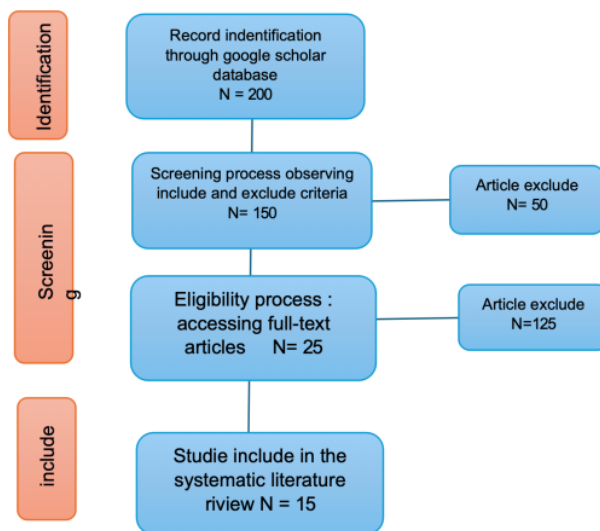 Identification
Record indentification
through google scholar
database
N = 200
Screenin
g
Screening process observing
include and exclude criteria
N= 150
Article exclude
N= 50
Eligibility process :
accessing full-text
articles N= 25
Article exclude
N=125
include
Studie include in the
systematic literature
riview N = 15